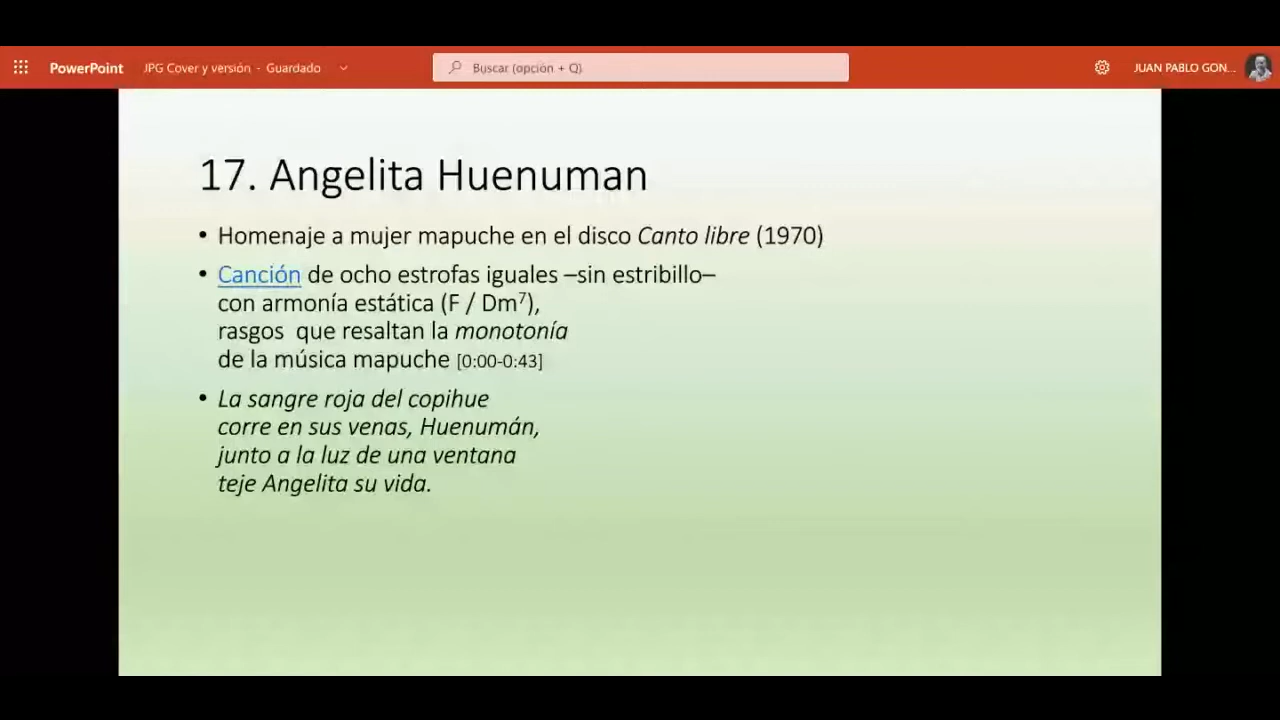 PowerPoint JPG Cover y versión - Guardado Buscar (opción + Q) JUAN PABLO GON...
17. Angelita Huenuman
• Homenaje a mujer mapuche en el disco Canto libre (1970)
• Canción de ocho estrofas iguales –sin estribillo–
con armonía estática (F / Dm⁷),
rasgos que resaltan la monotonía
de la música mapuche [0:00-0:43]
• La sangre roja del copihue
corre en sus venas, Huenumán,
junto a la luz de una ventana
teje Angelita su vida.